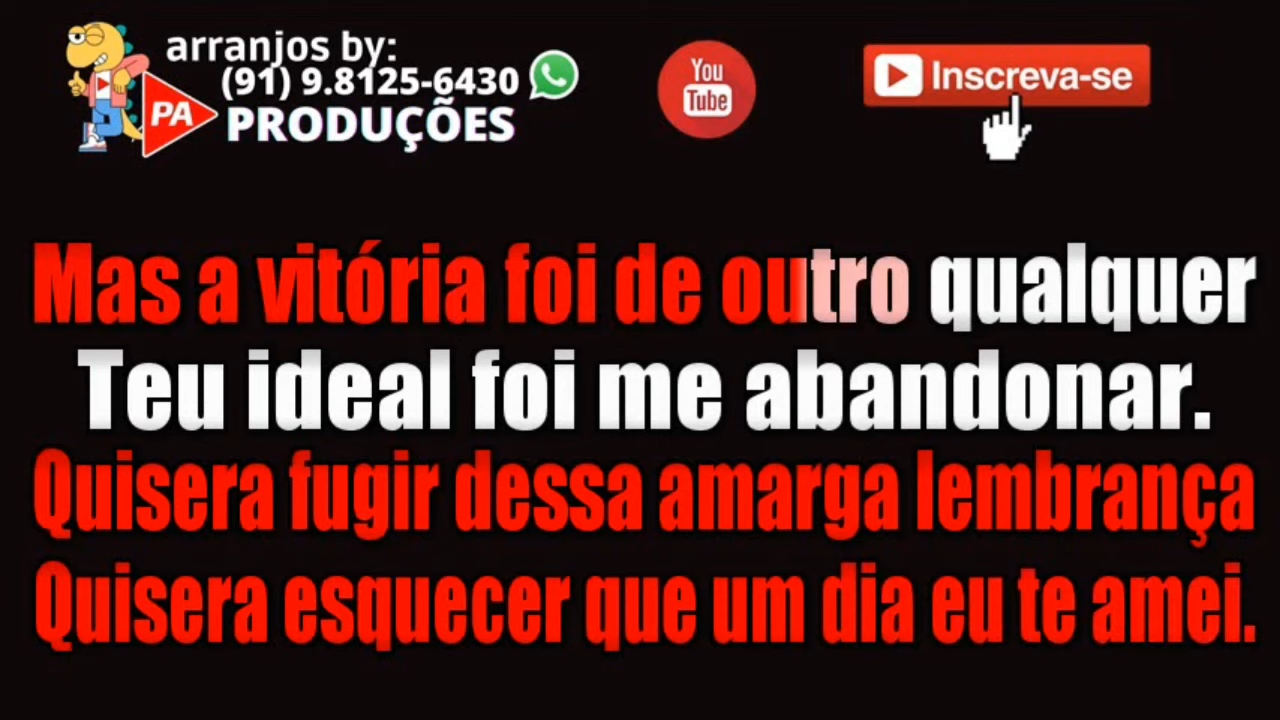 arranjos by:
(91) 9.8125-6430
PA PRODUÇÕES
You
Tube
Inscreva-se
Mas a vitória foi de outro qualquer
Teu ideal foi me abandonar.
Quisera fugir dessa amarga lembrança
Quisera esquecer que um dia eu te amei.